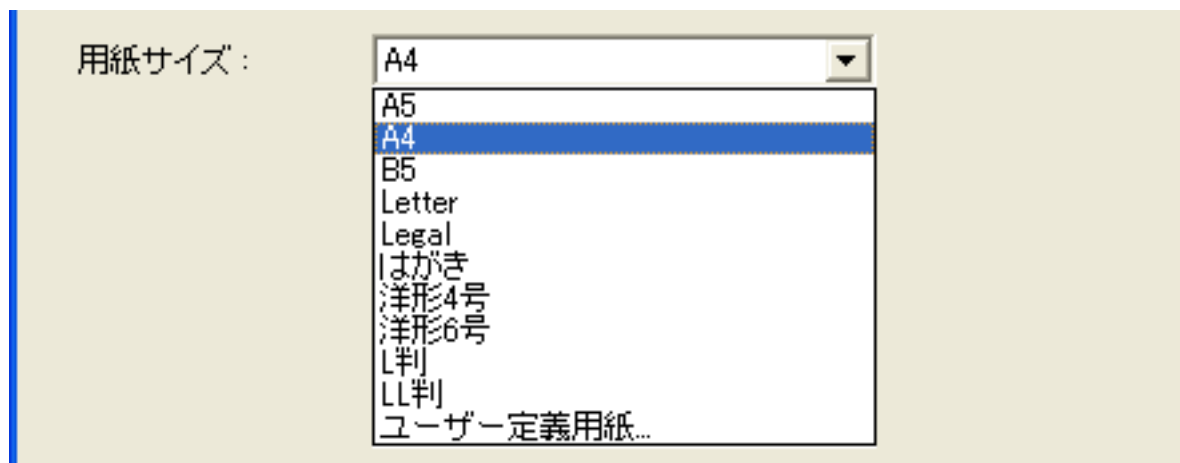 用紙サイズ： A4
A5
A4
B5
Letter
Legal
はがき
洋形4号
洋形6号
L判
LL判
ユーザー定義用紙...